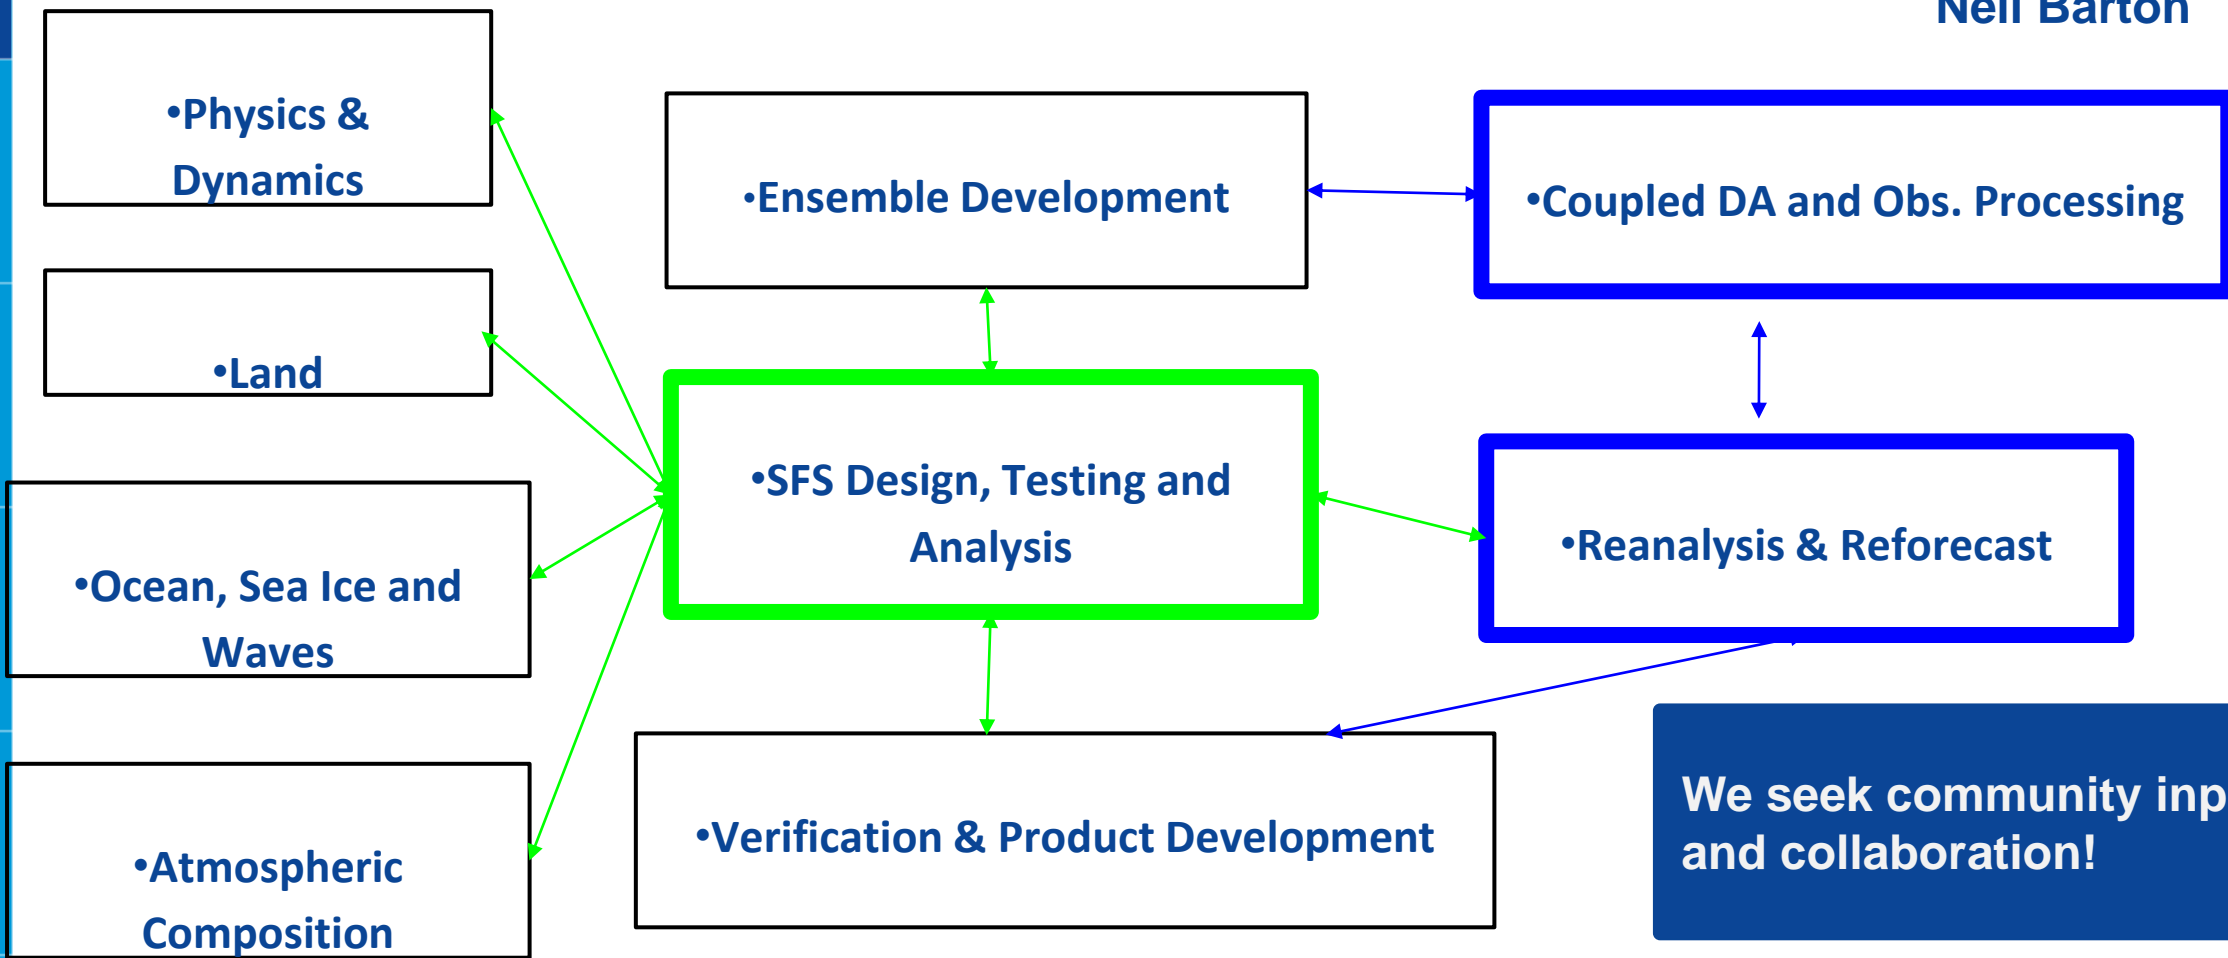 Neil Barton
•Physics &
Dynamics
•Ensemble Development
•Coupled DA and Obs. Processing
•Land
•SFS Design, Testing and
Analysis
•Reanalysis & Reforecast
•Ocean, Sea Ice and
Waves
•Verification & Product Development
We seek community inp
and collaboration!
•Atmospheric
Composition